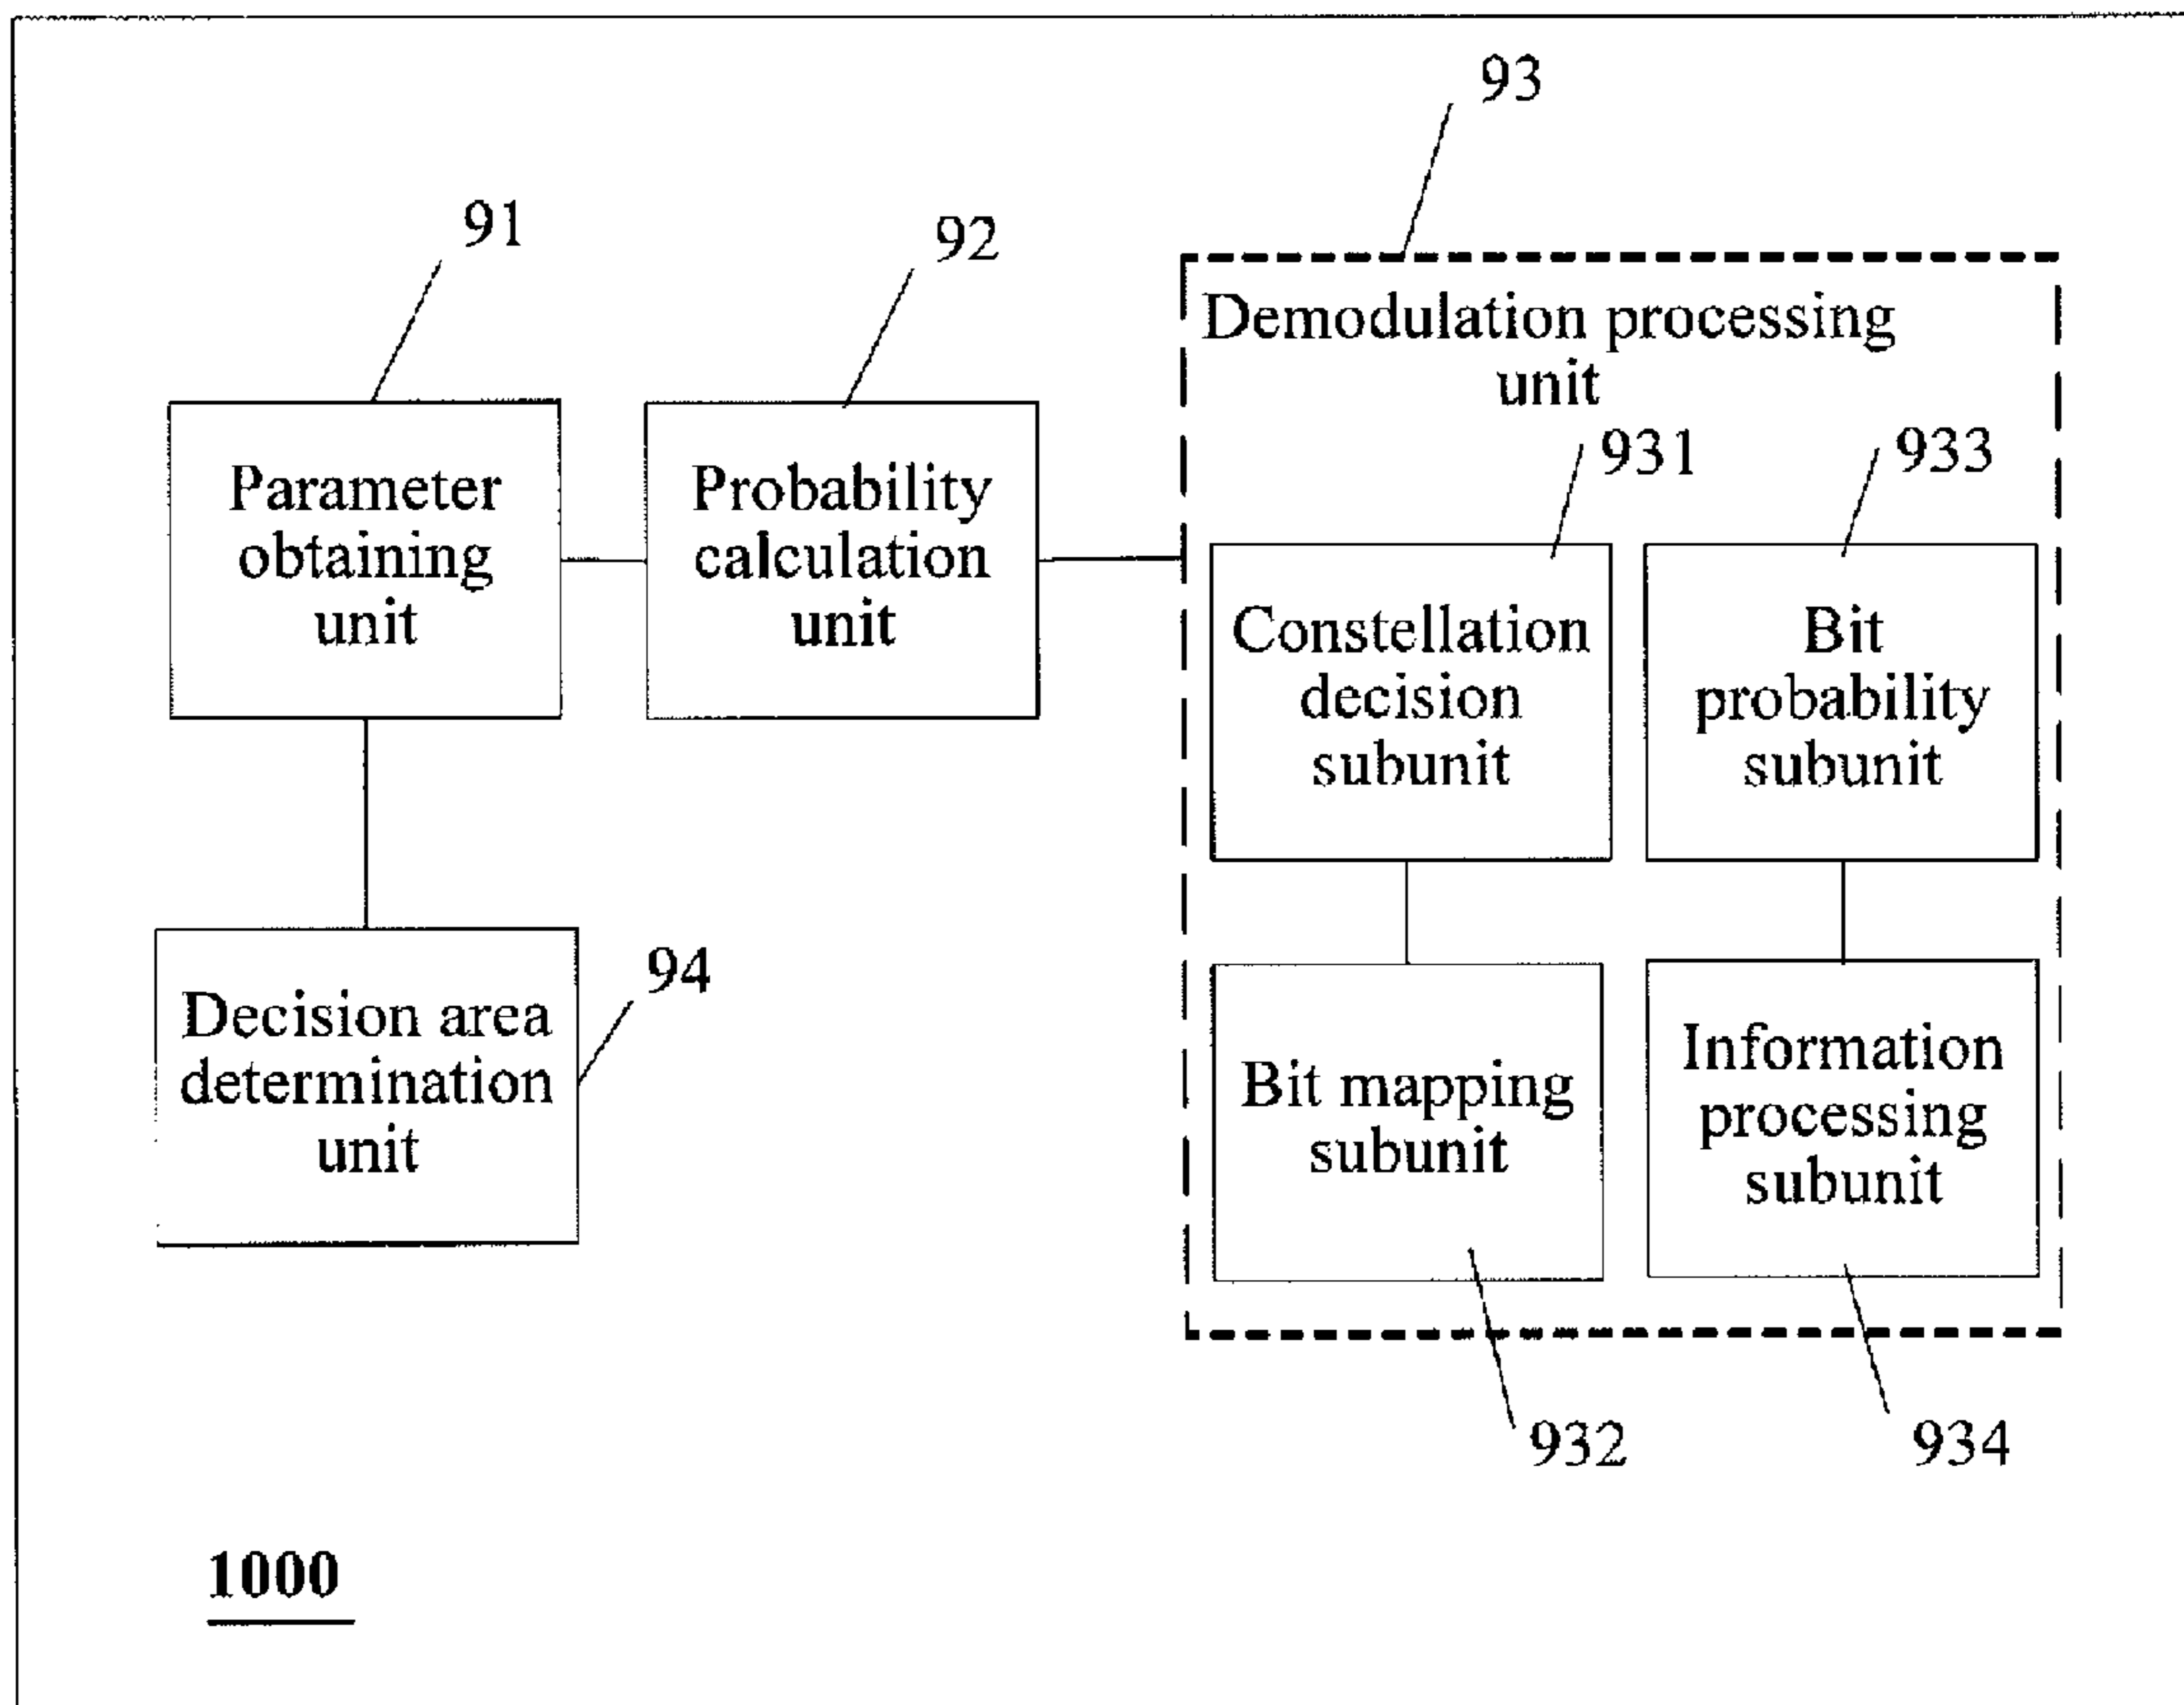 93
91
92
Demodulation processing
unit
931
933
Parameter
obtaining
unit
Probability
calculation
unit
Constellation
decision
subunit
Bit
probability
subunit
94
Decision area
determination
unit
Bit mapping
subunit
Information
processing
subunit
932
934
1000